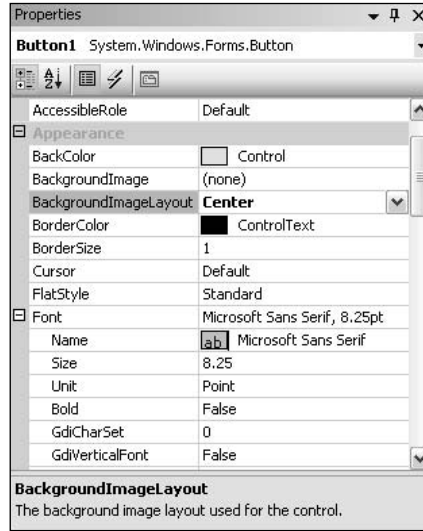 Properties
Button1 System.Windows.Forms.Button
AccessibleRole Default
Appearance
BackColor Control
BackgroundImage (none)
BackgroundImageLayout Center
BorderColor ControlText
BorderSize 1
Cursor Default
FlatStyle Standard
Font Microsoft Sans Serif, 8.25pt
Name ab Microsoft Sans Serif
Size 8.25
Unit Point
Bold False
GdiCharSet 0
GdiVerticalFont False
BackgroundImageLayout
The background image layout used for the control.